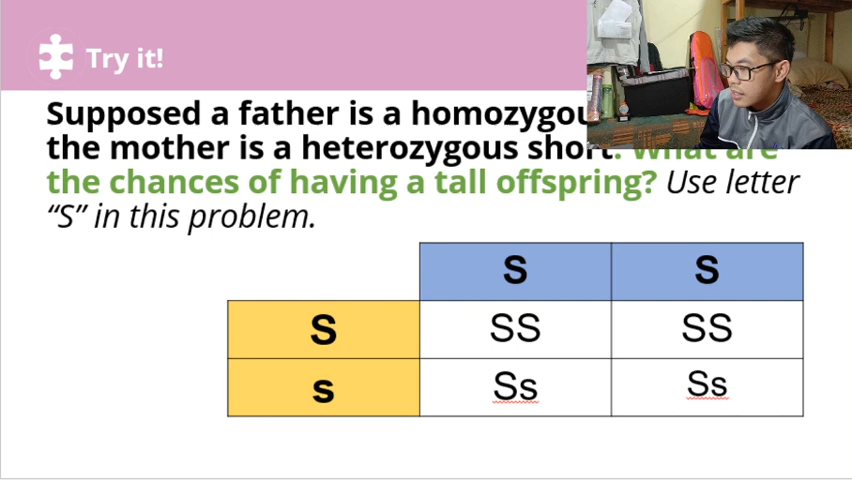 Try it!
Supposed a father is a
the mother is a heterozygous short. What are
the chances of having a tall offspring? Use letter
“S” in this problem.
S S
S SS SS
s Ss Ss